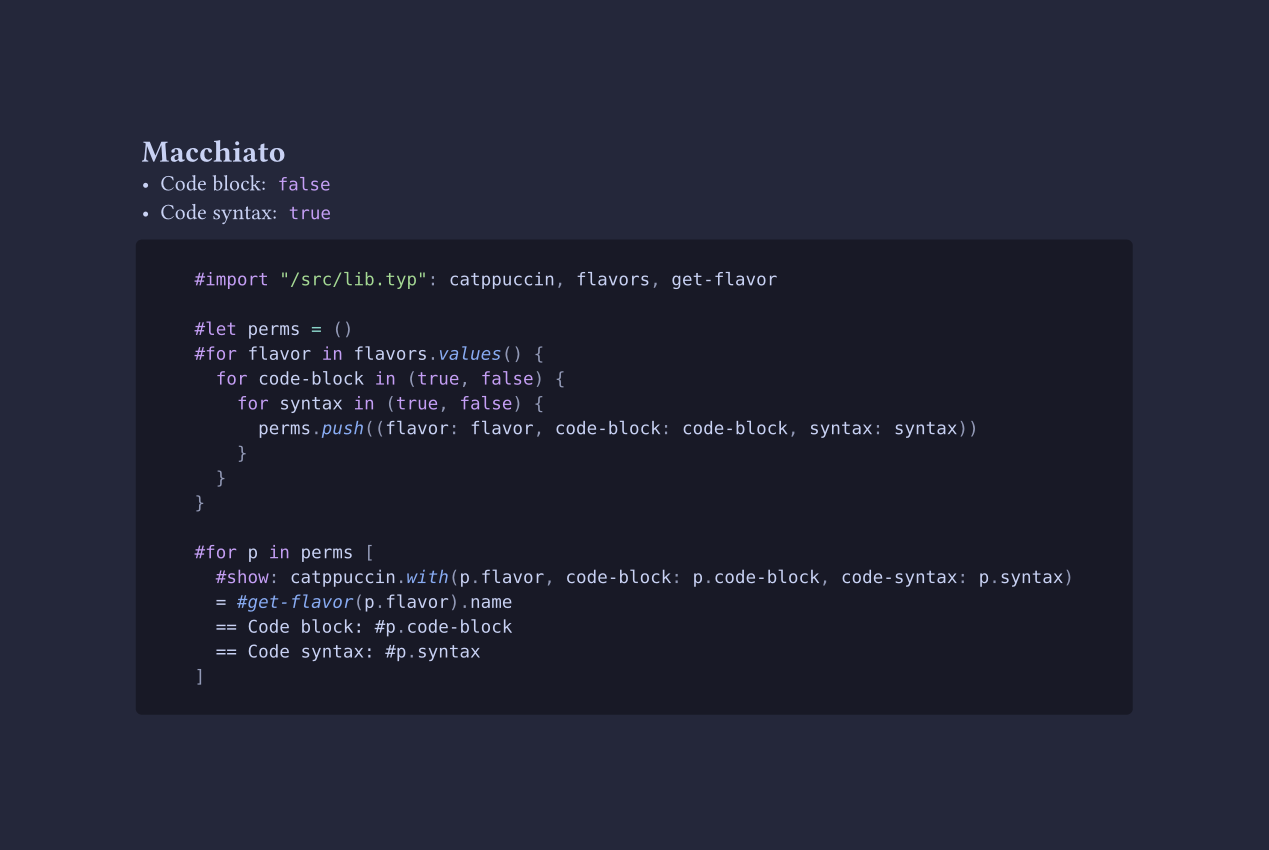 Macchiato
• Code block: false
• Code syntax: true
#import "/src/lib.typ": catppuccin, flavors, get-flavor
#let perms = ()
#for flavor in flavors.values() {
  for code-block in (true, false) {
    for syntax in (true, false) {
      perms.push((flavor: flavor, code-block: code-block, syntax: syntax))
    }
  }
}
#for p in perms [
  #show: catppuccin.with(p.flavor, code-block: p.code-block, code-syntax: p.syntax)
  = #get-flavor(p.flavor).name
  == Code block: #p.code-block
  == Code syntax: #p.syntax
]